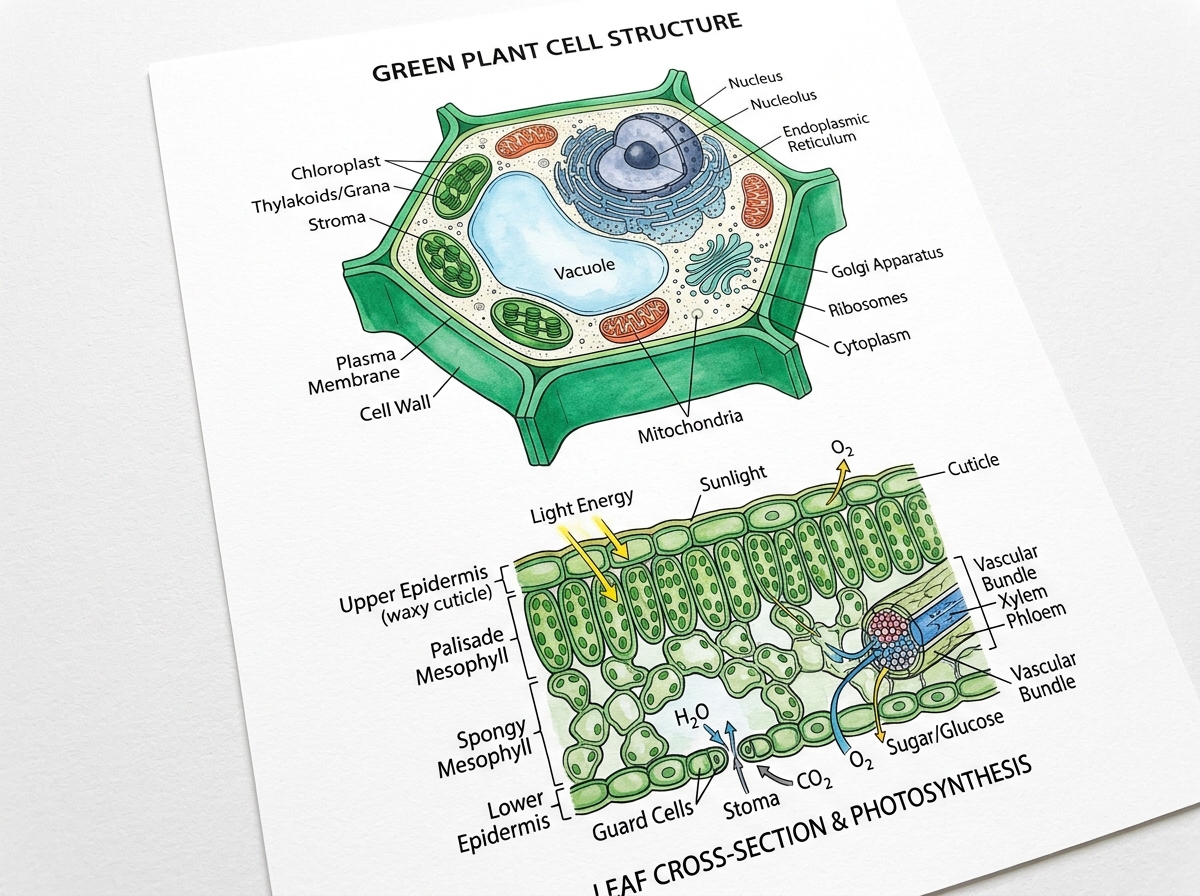 GREEN PLANT CELL STRUCTURE
Nucleus
Nucleolus
Endoplasmic
Reticulum
Chloroplast
Thylakoids/Grana
Stroma
Vacuole
Golgi Apparatus
Ribosomes
Cytoplasm
Plasma
Membrane
Cell Wall
Mitochondria
O2
Sunlight
Cuticle
Light Energy
Upper Epidermis
(waxy cuticle)
Palisade
Mesophyll
Spongy
Mesophyll
Lower
Epidermis
Vascular
Bundle
Xylem
Phloem
Vascular
Bundle
H2O
Sugar/Glucose
O2
CO2
Stoma
Guard Cells
LEAF CROSS-SECTION & PHOTOSYNTHESIS